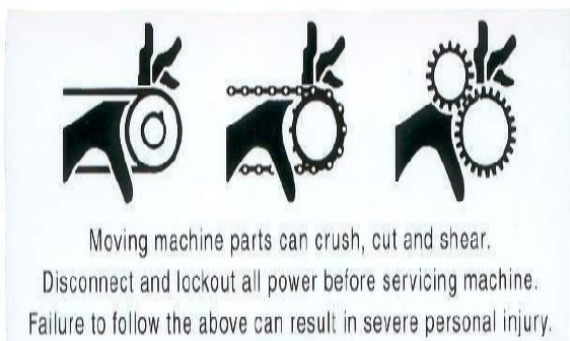 Moving machine parts can crush, cut and shear.
Disconnect and lockout all power before servicing machine.
Failure to follow the above can result in severe personal injury.